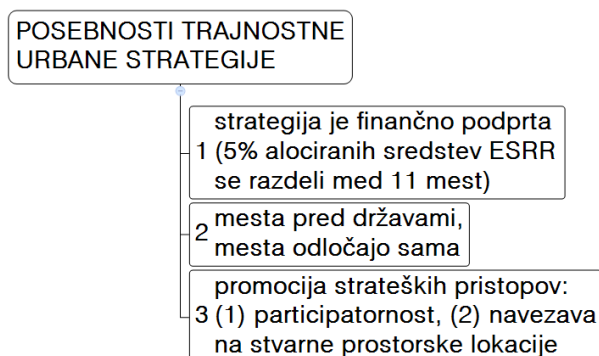 POSEBNOSTI TRAJNOSTNE
URBANE STRATEGIJE
strategija je finančno podprta
1 (5% alociranih sredstev ESRR
se razdeli med 11 mest)
mesta pred državami,
2
mesta odločajo sama
promocija strateških pristopov:
3 (1) participatornost, (2) navezava
na stvarne prostorske lokacije